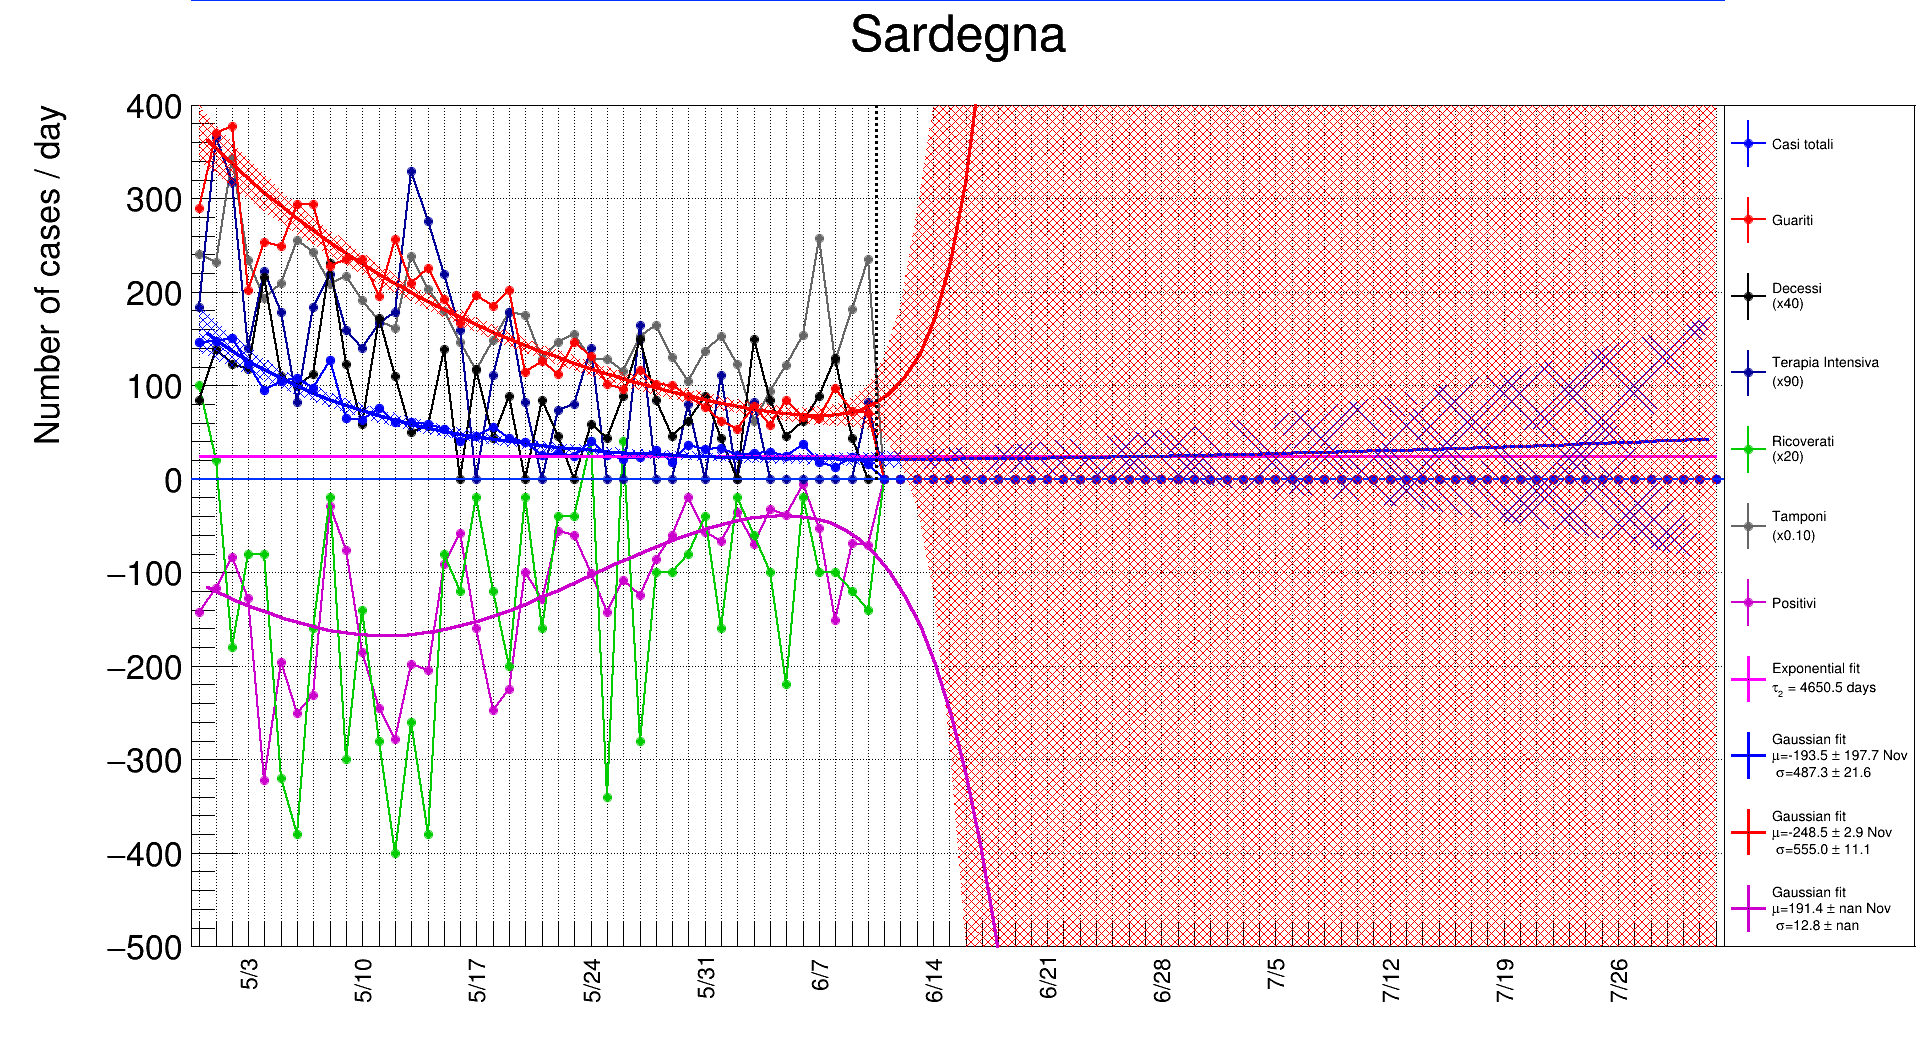 Sardegna
Number of cases / day
400
300
200
100
0
−100
−200
−300
−400
−500
5/3
5/10
5/17
5/24
5/31
6/7
6/14
6/21
6/28
7/5
7/12
7/19
7/26
Casi totali
Guariti
Decessi
(x40)
Terapia Intensiva
(x90)
Ricoverati
(x20)
Tamponi
(x0.10)
Positivi
Exponential fit
τ₂ = 4650.5 days
Gaussian fit
μ=-193.5 ± 197.7 Nov
σ=487.3 ± 21.6
Gaussian fit
μ=-248.5 ± 2.9 Nov
σ=555.0 ± 11.1
Gaussian fit
μ=191.4 ± nan Nov
σ=12.8 ± nan